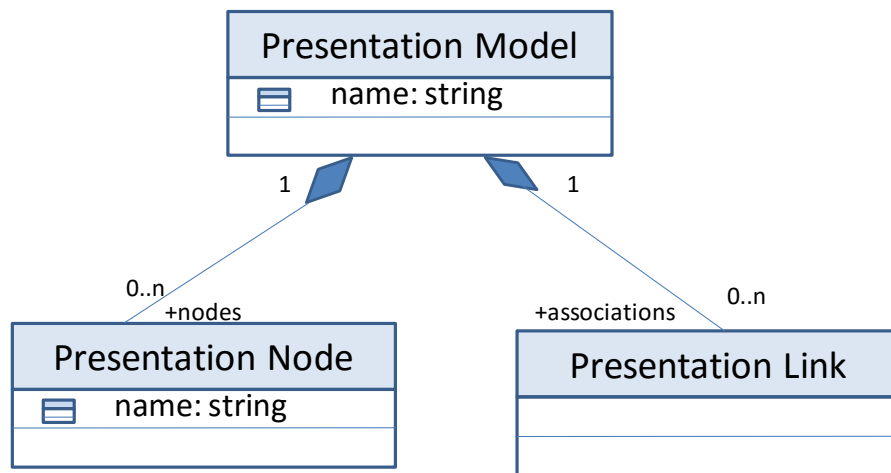 Presentation Model
name: string
1
1
0..n
+nodes
+associations
0..n
Presentation Node
name: string
Presentation Link